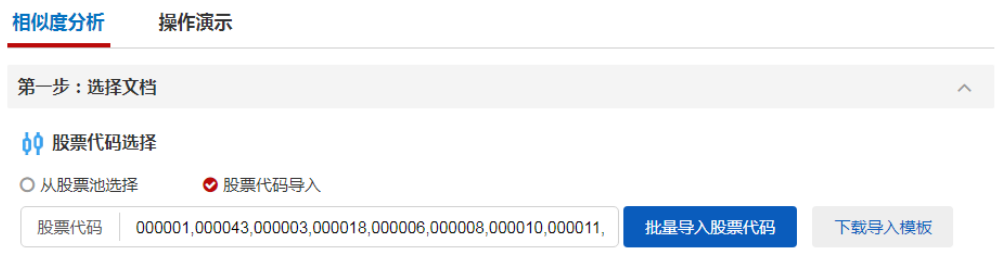 相似度分析 操作演示
第一步：选择文档
股票代码选择
从股票池选择 股票代码导入
股票代码 000001,000043,000003,000018,000006,000008,000010,000011, 批量导入股票代码 下载导入模板